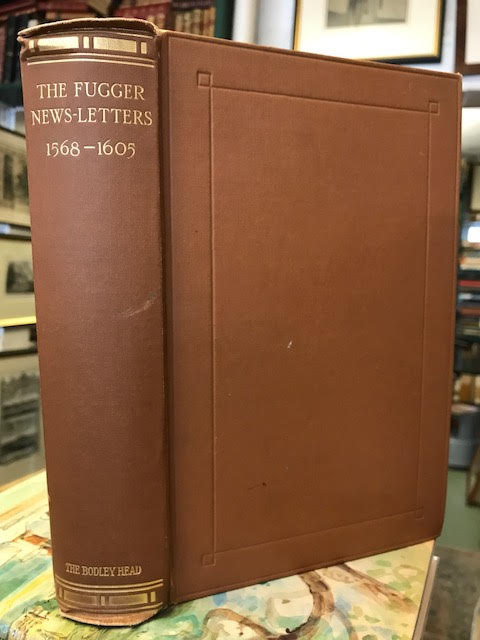 THE FUGGER
NEWS-LETTERS
1568-1605
THE BODLEY HEAD